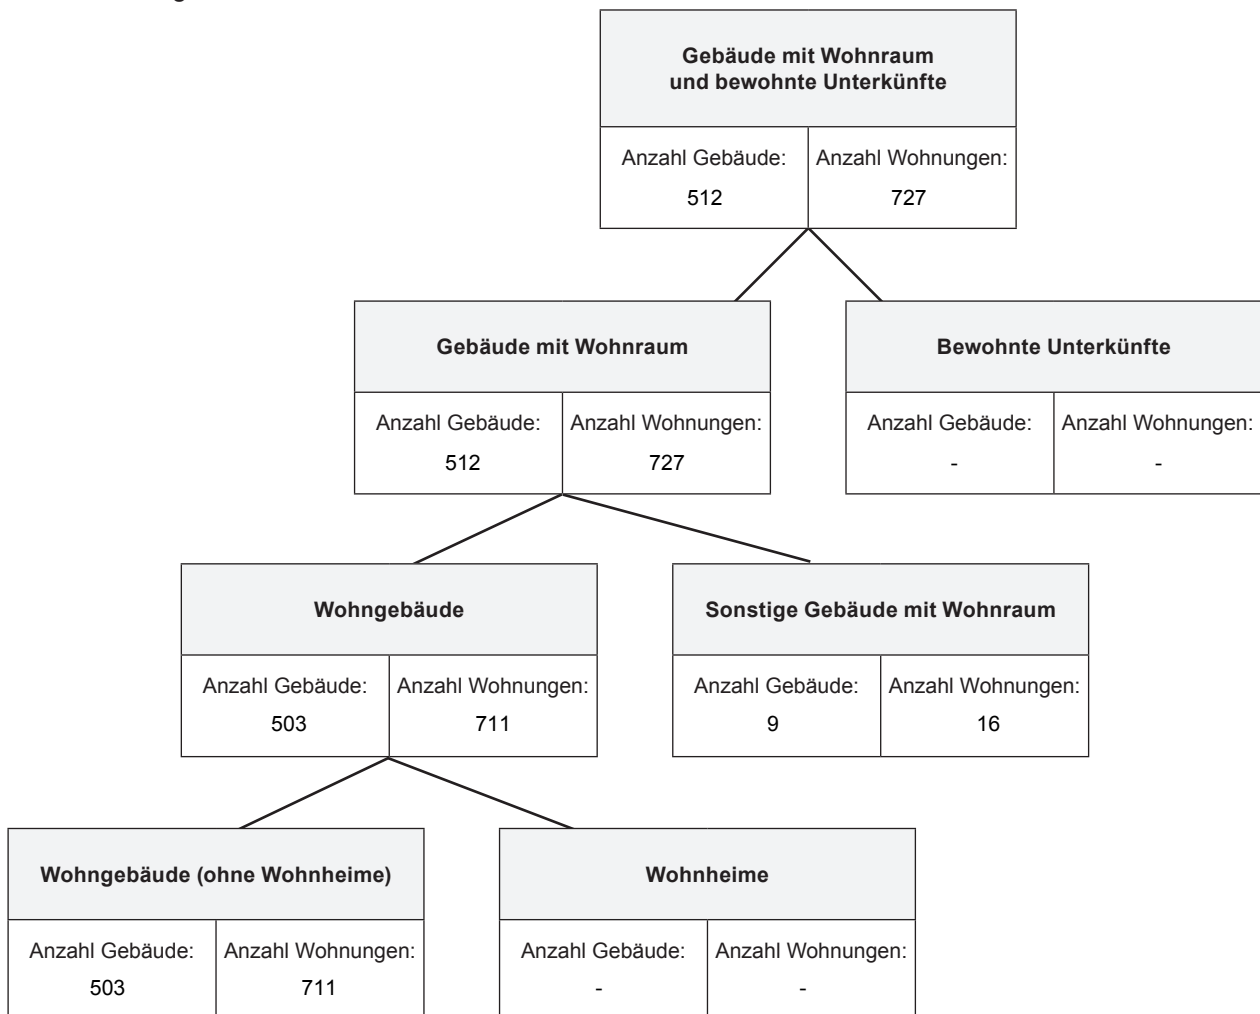 Gebäude mit Wohnraum
und bewohnte Unterkünfte
Anzahl Gebäude: Anzahl Wohnungen:
512 727
Gebäude mit Wohnraum Bewohnte Unterkünfte
Anzahl Gebäude: Anzahl Wohnungen: Anzahl Gebäude: Anzahl Wohnungen:
512 727 - -
Wohngebäude Sonstige Gebäude mit Wohnraum
Anzahl Gebäude: Anzahl Wohnungen: Anzahl Gebäude: Anzahl Wohnungen:
503 711 9 16
Wohngebäude (ohne Wohnheime) Wohnheime
Anzahl Gebäude: Anzahl Wohnungen: Anzahl Gebäude: Anzahl Wohnungen:
503 711 - -